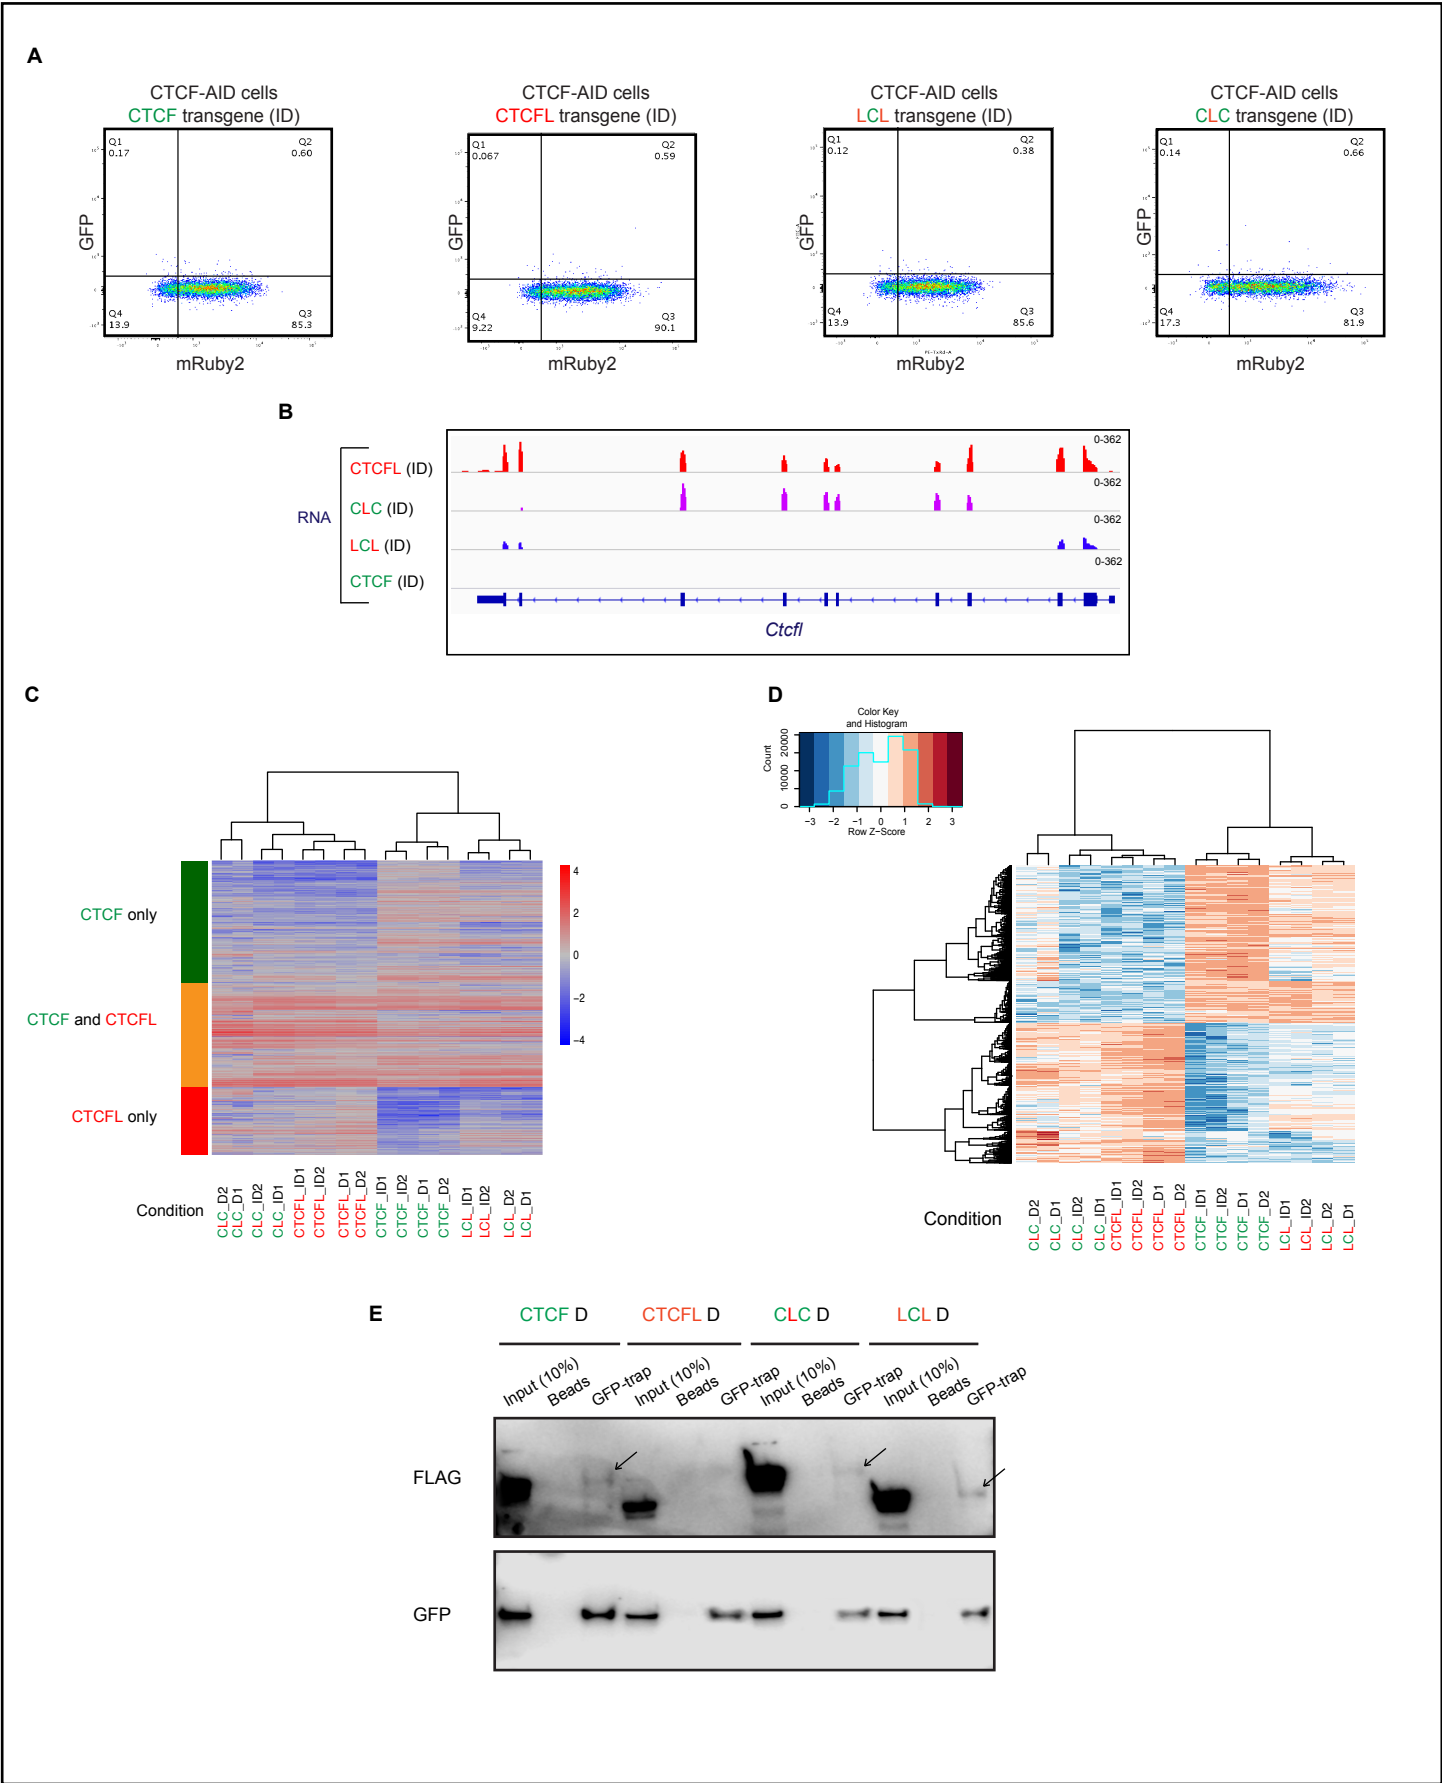 A
CTCF-AID cells
CTCF transgene (ID)
Q1
0.17
Q2
0.60
Q4
13.9
Q3
85.3
GFP
mRuby2
CTCF-AID cells
CTCFL transgene (ID)
Q1
0.067
Q2
0.59
Q4
9.22
Q3
90.1
GFP
mRuby2
CTCF-AID cells
LCL transgene (ID)
Q1
0.12
Q2
0.38
Q4
13.9
Q3
85.6
GFP
mRuby2
CTCF-AID cells
CLC transgene (ID)
Q1
0.14
Q2
0.66
Q4
17.3
Q3
81.9
GFP
mRuby2
B
RNA
CTCFL (ID)
0-362
CLC (ID)
0-362
LCL (ID)
0-362
CTCF (ID)
0-362
Ctcfl
C
CTCF only
CTCF and CTCFL
CTCFL only
4
2
0
−2
−4
Condition
CLC_D2
CLC_D1
CLC_ID2
CLC_ID1
CTCFL_ID1
CTCFL_ID2
CTCFL_D1
CTCFL_D2
CTCF_ID1
CTCF_ID2
CTCF_D1
CTCF_D2
LCL_ID1
LCL_ID2
LCL_D2
LCL_D1
D
Color Key
and Histogram
Count
0 10000 20000
−3 −2 −1 0 1 2 3
Row Z−Score
Condition
CLC_D2
CLC_D1
CLC_ID2
CLC_ID1
CTCFL_ID1
CTCFL_ID2
CTCFL_D1
CTCFL_D2
CTCF_ID1
CTCF_ID2
CTCF_D1
CTCF_D2
LCL_ID1
LCL_ID2
LCL_D2
LCL_D1
E
CTCF D
CTCFL D
CLC D
LCL D
Input (10%)
Beads
GFP-trap
Input (10%)
Beads
GFP-trap
Input (10%)
Beads
GFP-trap
Input (10%)
Beads
GFP-trap
FLAG
GFP